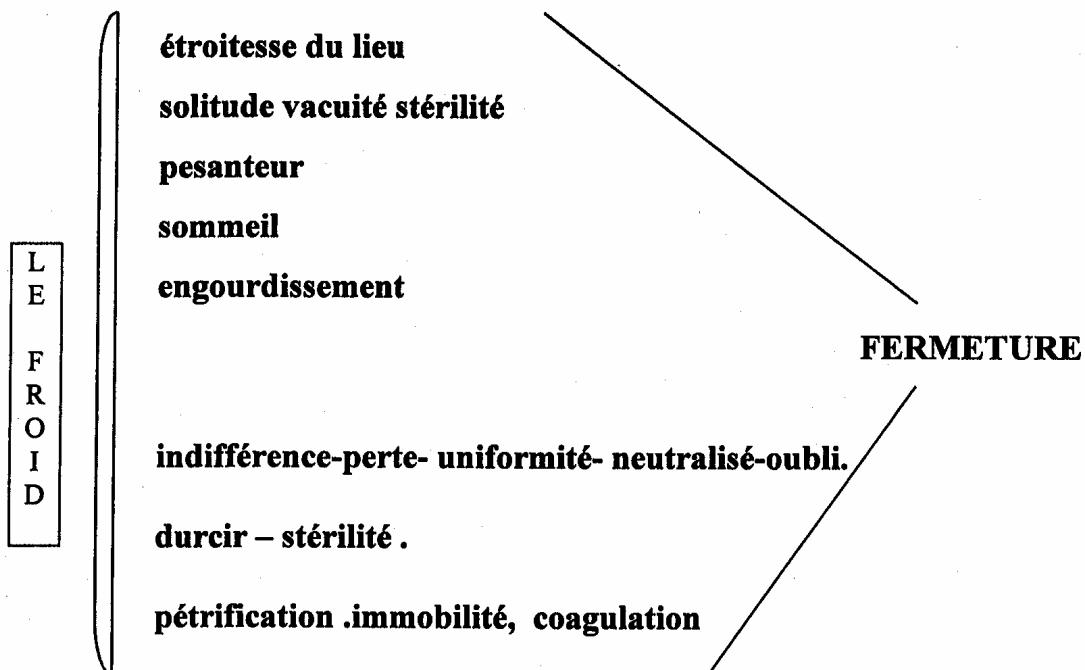 LE FROID
étroitesse du lieu
solitude vacuité stérilité
pesanteur
sommeil
engourdissement
FERMETURE
indifférence-perte- uniformité- neutralisé-oubli.
durcir – stérilité .
pétrification .immobilité, coagulation